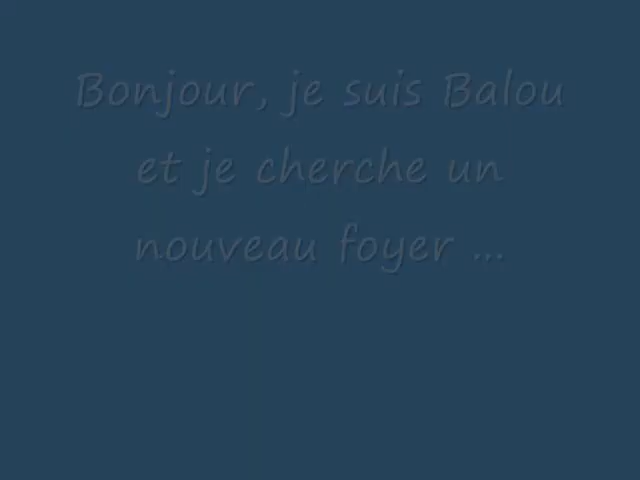 Bonjour, je suis Balou
et je cherche un
nouveau foyer ...